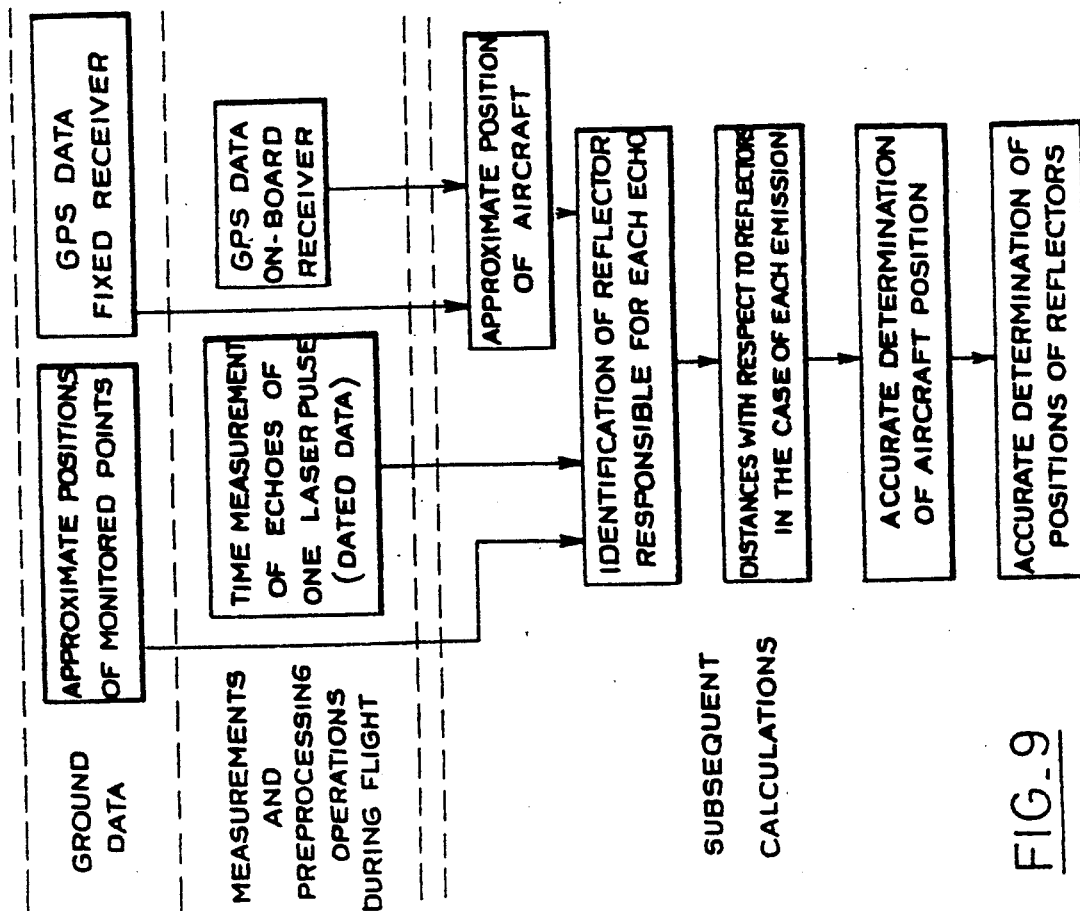 GROUND
DATA
APPROXIMATE POSITIONS
OF MONITORED POINTS
GPS DATA
FIXED RECEIVER
MEASUREMENTS
AND
PREPROCESSING
OPERATIONS
DURING FLIGHT
TIME MEASUREMENT
OF ECHOES OF
ONE LASER PULSE
(DATED DATA)
GPS DATA
ON-BOARD
RECEIVER
APPROXIMATE POSITION
OF AIRCRAFT
SUBSEQUENT
CALCULATIONS
IDENTIFICATION OF REFLECTOR
RESPONSIBLE FOR EACH ECHO
DISTANCES WITH RESPECT TO REFLECTORS
IN THE CASE OF EACH EMISSION
ACCURATE DETERMINATION
OF AIRCRAFT POSITION
ACCURATE DETERMINATION OF
POSITIONS OF REFLECTORS
FIG_9